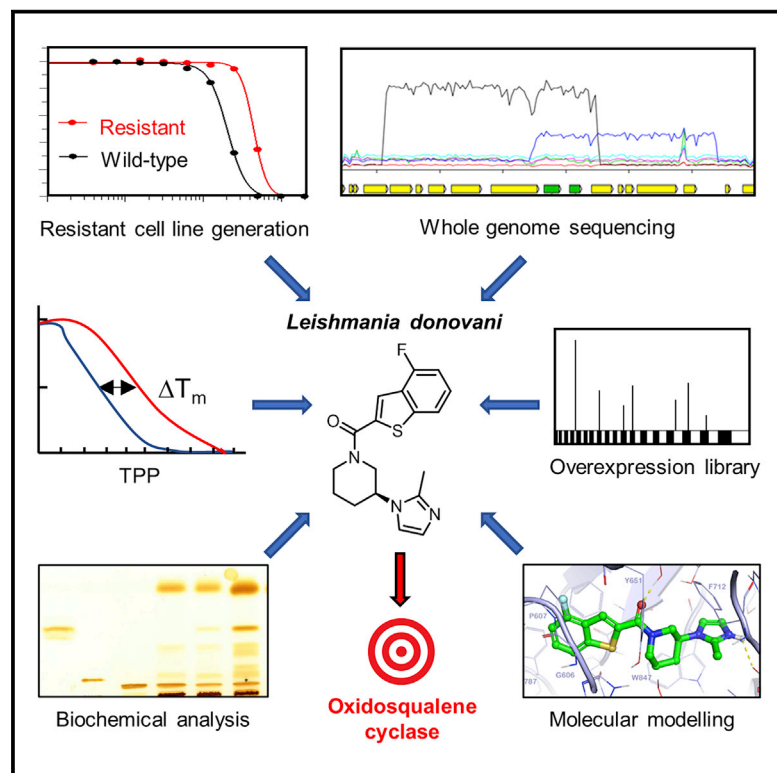 Resistant
Wild-type
Resistant cell line generation
Whole genome sequencing
Leishmania donovani
F
O
S
N
N
N
ΔTm
TPP
Overexpression library
Y651
F712
P607
G606
W847
787
Biochemical analysis
Oxidosqualene
cyclase
Molecular modelling